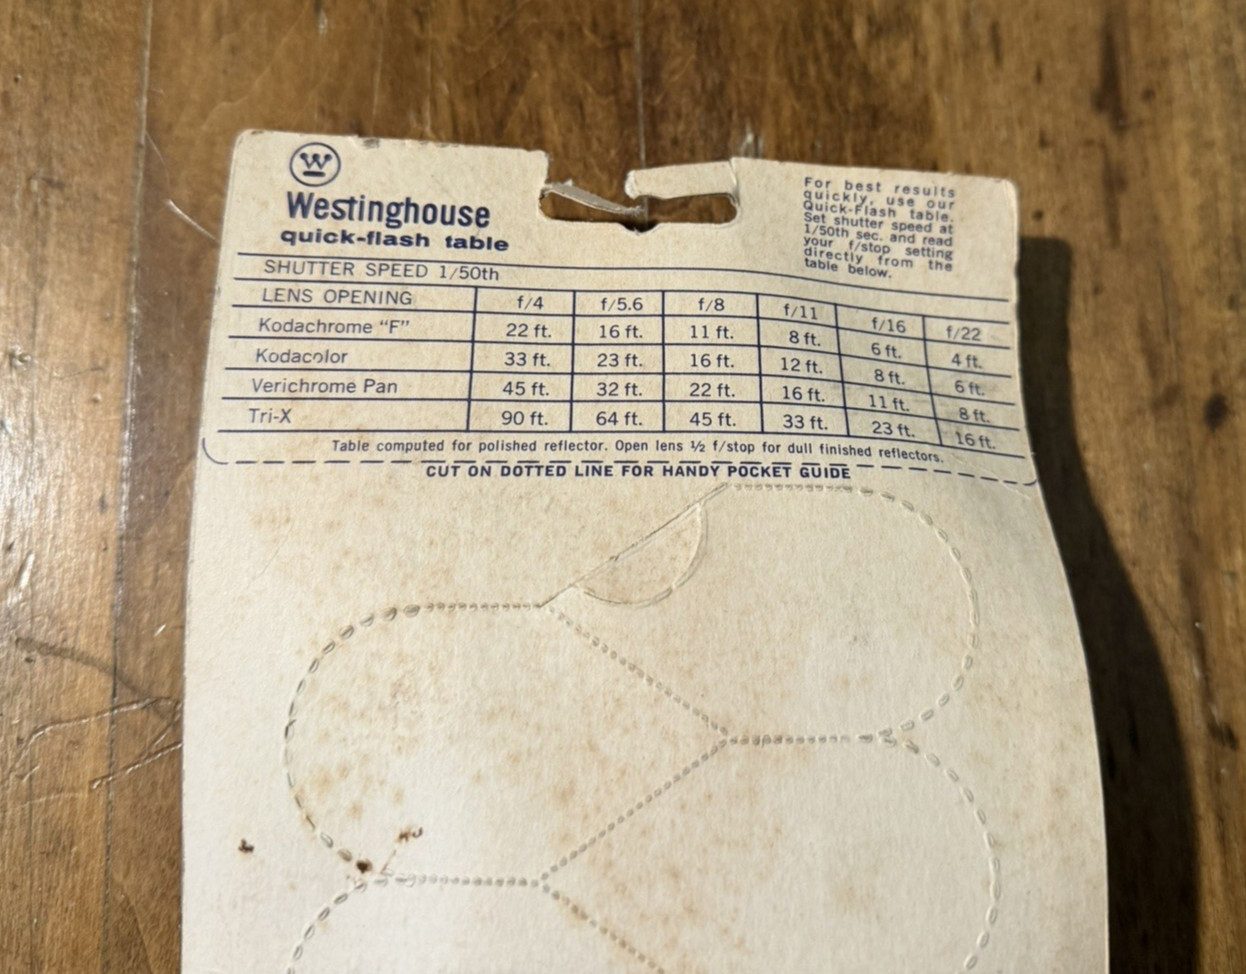 W
Westinghouse
quick-flash table
For best results
quickly, use our
Quick-Flash table.
Set shutter speed at
1/50th sec. and read
your f/stop setting
directly from the
table below.
SHUTTER SPEED 1/50th
LENS OPENING f/4 f/5.6 f/8 f/11 f/16 f/22
Kodachrome “F” 22 ft. 16 ft. 11 ft. 8 ft. 6 ft. 4 ft.
Kodacolor 33 ft. 23 ft. 16 ft. 12 ft. 8 ft. 6 ft.
Verichrome Pan 45 ft. 32 ft. 22 ft. 16 ft. 11 ft. 8 ft.
Tri-X 90 ft. 64 ft. 45 ft. 33 ft. 23 ft. 16 ft.
Table computed for polished reflector. Open lens ½ f/stop for dull finished reflectors.
CUT ON DOTTED LINE FOR HANDY POCKET GUIDE